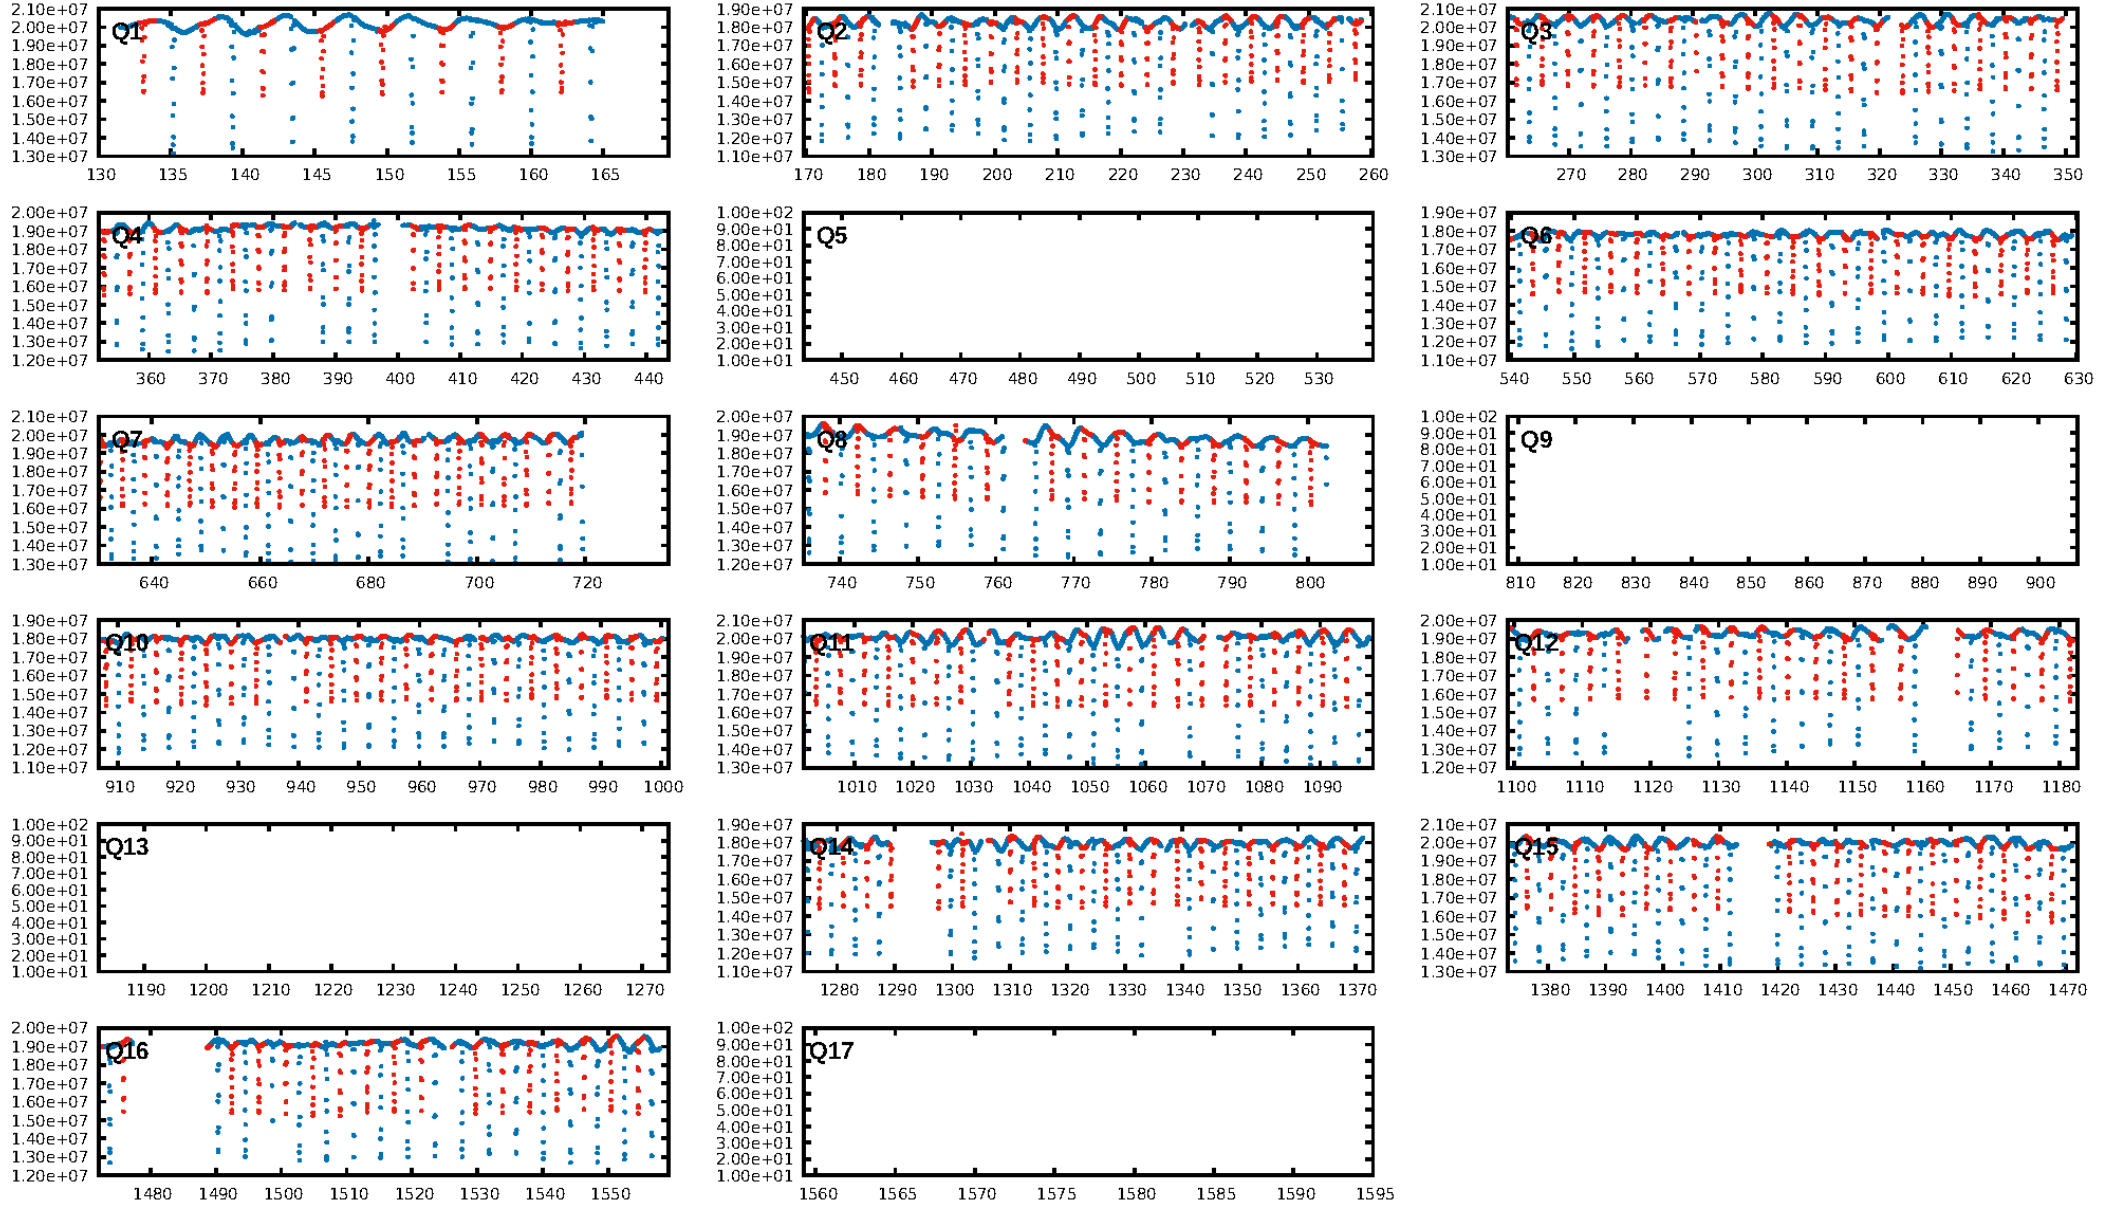 2.10e+07 2.00e+07 1.90e+07 1.80e+07 1.70e+07 1.60e+07 1.50e+07 1.40e+07 1.30e+07
Q1
130 135 140 145 150 155 160 165
1.90e+07 1.80e+07 1.70e+07 1.60e+07 1.50e+07 1.40e+07 1.30e+07 1.20e+07 1.10e+07
Q2
170 180 190 200 210 220 230 240 250 260
2.10e+07 2.00e+07 1.90e+07 1.80e+07 1.70e+07 1.60e+07 1.50e+07 1.40e+07 1.30e+07
Q3
270 280 290 300 310 320 330 340 350
2.00e+07 1.90e+07 1.80e+07 1.70e+07 1.60e+07 1.50e+07 1.40e+07 1.30e+07 1.20e+07
Q4
360 370 380 390 400 410 420 430 440
1.00e+02 9.00e+01 8.00e+01 7.00e+01 6.00e+01 5.00e+01 4.00e+01 3.00e+01 2.00e+01 1.00e+01
Q5
450 460 470 480 490 500 510 520 530
1.90e+07 1.80e+07 1.70e+07 1.60e+07 1.50e+07 1.40e+07 1.30e+07 1.20e+07 1.10e+07
Q6
540 550 560 570 580 590 600 610 620 630
2.10e+07 2.00e+07 1.90e+07 1.80e+07 1.70e+07 1.60e+07 1.50e+07 1.40e+07 1.30e+07
Q7
640 660 680 700 720
2.00e+07 1.90e+07 1.80e+07 1.70e+07 1.60e+07 1.50e+07 1.40e+07 1.30e+07 1.20e+07
Q8
740 750 760 770 780 790 800
1.00e+02 9.00e+01 8.00e+01 7.00e+01 6.00e+01 5.00e+01 4.00e+01 3.00e+01 2.00e+01 1.00e+01
Q9
810 820 830 840 850 860 870 880 890 900
1.90e+07 1.80e+07 1.70e+07 1.60e+07 1.50e+07 1.40e+07 1.30e+07 1.20e+07 1.10e+07
Q10
910 920 930 940 950 960 970 980 990 1000
2.10e+07 2.00e+07 1.90e+07 1.80e+07 1.70e+07 1.60e+07 1.50e+07 1.40e+07 1.30e+07
Q11
1010 1020 1030 1040 1050 1060 1070 1080 1090
2.00e+07 1.90e+07 1.80e+07 1.70e+07 1.60e+07 1.50e+07 1.40e+07 1.30e+07 1.20e+07
Q12
1100 1110 1120 1130 1140 1150 1160 1170 1180
1.00e+02 9.00e+01 8.00e+01 7.00e+01 6.00e+01 5.00e+01 4.00e+01 3.00e+01 2.00e+01 1.00e+01
Q13
1190 1200 1210 1220 1230 1240 1250 1260 1270
1.90e+07 1.80e+07 1.70e+07 1.60e+07 1.50e+07 1.40e+07 1.30e+07 1.20e+07 1.10e+07
Q14
1280 1290 1300 1310 1320 1330 1340 1350 1360 1370
2.10e+07 2.00e+07 1.90e+07 1.80e+07 1.70e+07 1.60e+07 1.50e+07 1.40e+07 1.30e+07
Q15
1380 1390 1400 1410 1420 1430 1440 1450 1460 1470
2.00e+07 1.90e+07 1.80e+07 1.70e+07 1.60e+07 1.50e+07 1.40e+07 1.30e+07 1.20e+07
Q16
1480 1490 1500 1510 1520 1530 1540 1550
1.00e+02 9.00e+01 8.00e+01 7.00e+01 6.00e+01 5.00e+01 4.00e+01 3.00e+01 2.00e+01 1.00e+01
Q17
1560 1565 1570 1575 1580 1585 1590 1595